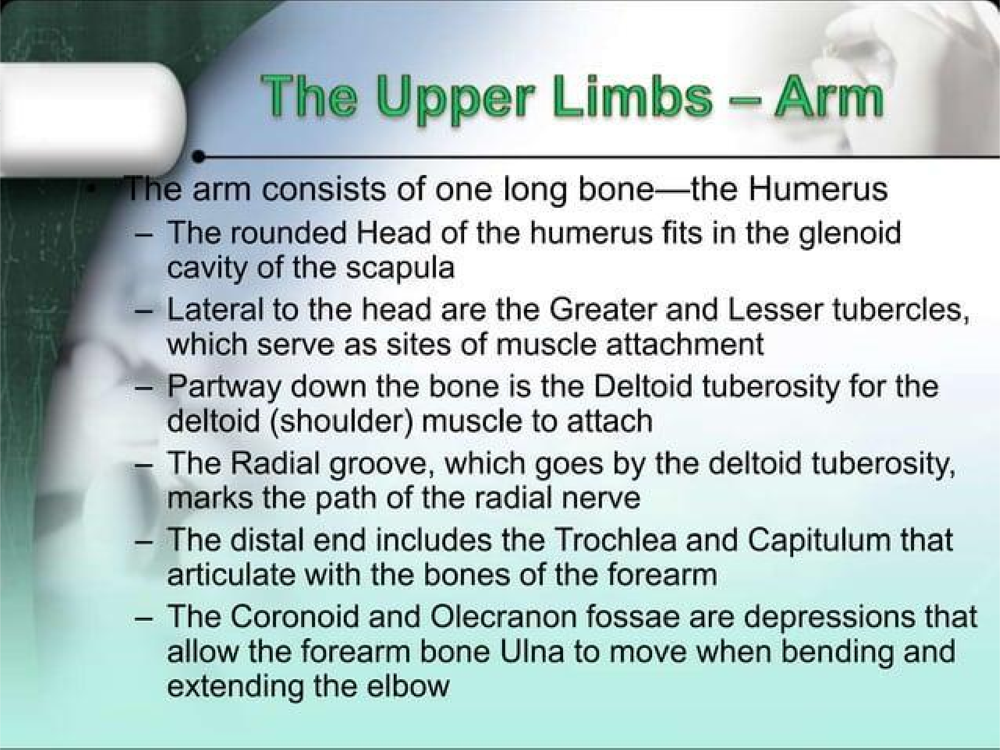 The Upper Limbs – Arm
• The arm consists of one long bone—the Humerus
– The rounded Head of the humerus fits in the glenoid
cavity of the scapula
– Lateral to the head are the Greater and Lesser tubercles,
which serve as sites of muscle attachment
– Partway down the bone is the Deltoid tuberosity for the
deltoid (shoulder) muscle to attach
– The Radial groove, which goes by the deltoid tuberosity,
marks the path of the radial nerve
– The distal end includes the Trochlea and Capitulum that
articulate with the bones of the forearm
– The Coronoid and Olecranon fossae are depressions that
allow the forearm bone Ulna to move when bending and
extending the elbow